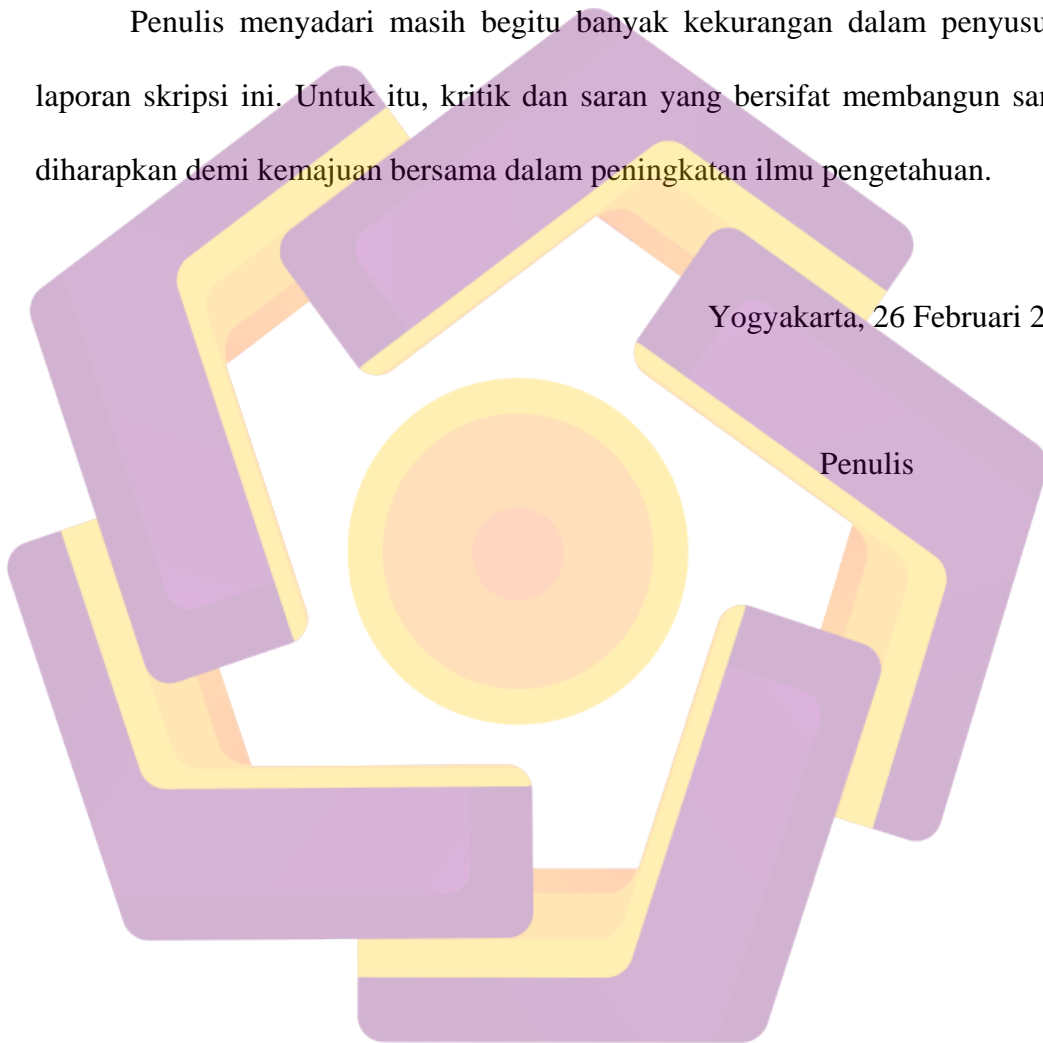 Penulis menyadari masih begitu banyak kekurangan dalam penyusu
laporan skripsi ini. Untuk itu, kritik dan saran yang bersifat membangun san
diharapkan demi kemajuan bersama dalam peningkatan ilmu pengetahuan.
Yogyakarta, 26 Februari 2
Penulis